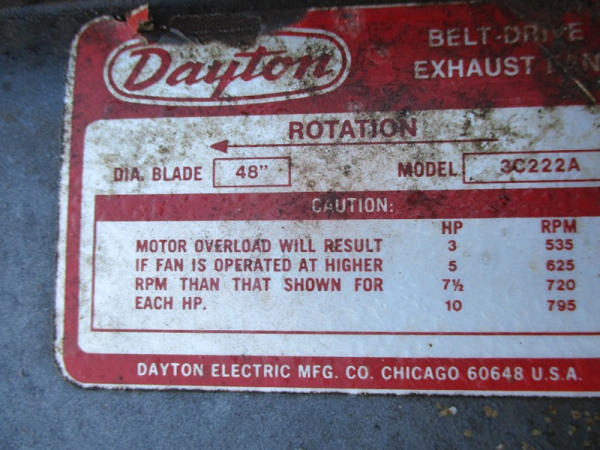 Dayton
BELT-DRIVE
EXHAUST FAN
ROTATION
DIA. BLADE 48" MODEL 3C222A
CAUTION:
HP RPM
MOTOR OVERLOAD WILL RESULT 3 535
IF FAN IS OPERATED AT HIGHER 5 625
RPM THAN THAT SHOWN FOR 7½ 720
EACH HP. 10 795
DAYTON ELECTRIC MFG. CO. CHICAGO 60648 U.S.A.